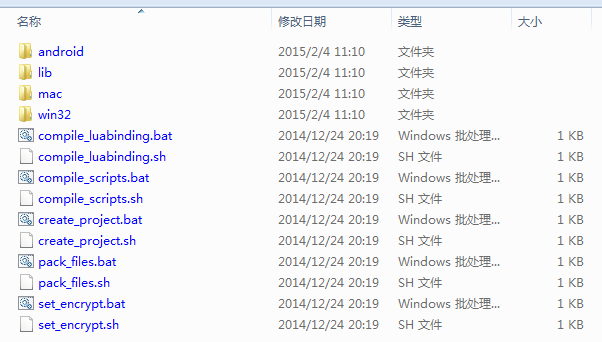 名称 修改日期 类型 大小
android 2015/2/4 11:10 文件夹
lib 2015/2/4 11:10 文件夹
mac 2015/2/4 11:10 文件夹
win32 2015/2/4 11:10 文件夹
compile_luabinding.bat 2014/12/24 20:19 Windows 批处理... 1 KB
compile_luabinding.sh 2014/12/24 20:19 SH 文件 1 KB
compile_scripts.bat 2014/12/24 20:19 Windows 批处理... 1 KB
compile_scripts.sh 2014/12/24 20:19 SH 文件 1 KB
create_project.bat 2014/12/24 20:19 Windows 批处理... 1 KB
create_project.sh 2014/12/24 20:19 SH 文件 1 KB
pack_files.bat 2014/12/24 20:19 Windows 批处理... 1 KB
pack_files.sh 2014/12/24 20:19 SH 文件 1 KB
set_encrypt.bat 2014/12/24 20:19 Windows 批处理... 1 KB
set_encrypt.sh 2014/12/24 20:19 SH 文件 1 KB